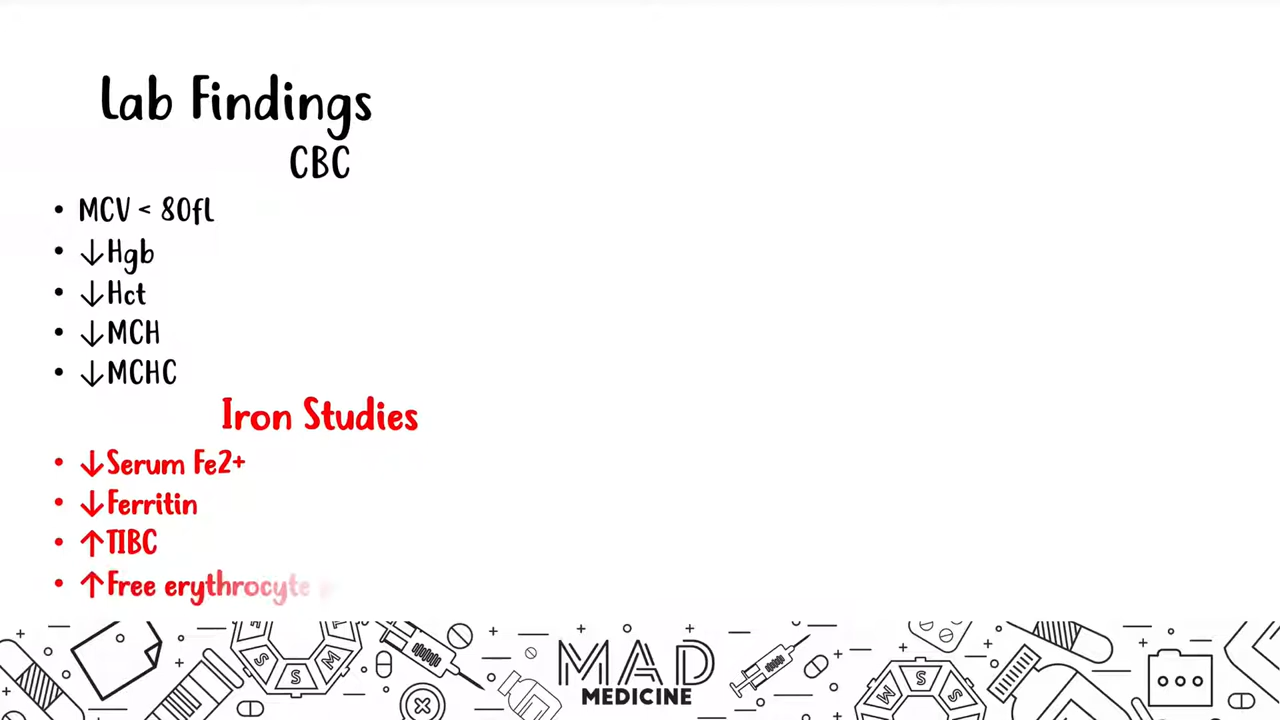 Lab Findings
CBC
• MCV < 80fL
• ↓Hgb
• ↓Hct
• ↓MCH
• ↓MCHC
Iron Studies
• ↓Serum Fe2+
• ↓Ferritin
• ↑TIBC
• ↑Free erythrocyte
S S M
MAD
MEDICINE
M S S